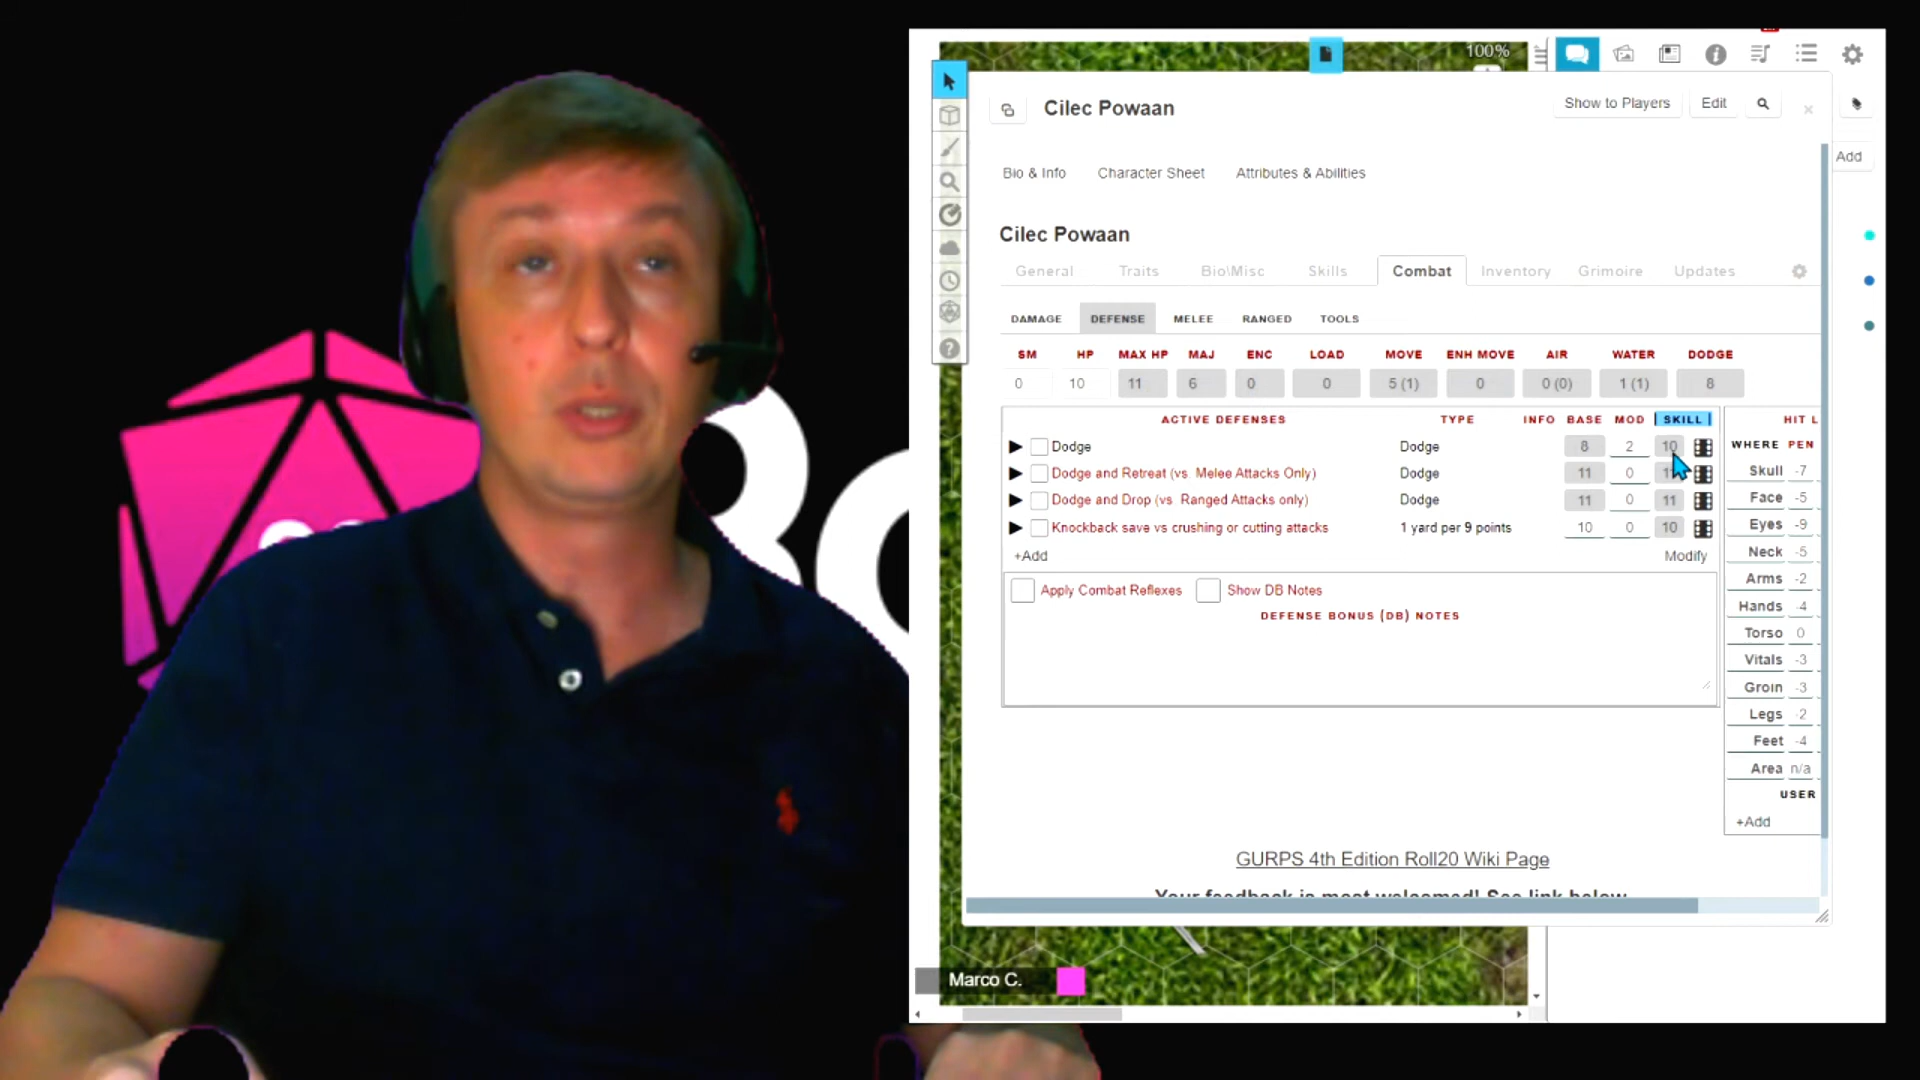 100%
Cilec Powaan
Show to Players
Edit
Add
Bio & Info
Character Sheet
Attributes & Abilities
Cilec Powaan
General
Traits
Bio\Misc
Skills
Combat
Inventory
Grimoire
Updates
DAMAGE
DEFENSE
MELEE
RANGED
TOOLS
SM HP MAX HP MAJ ENC LOAD MOVE ENH MOVE AIR WATER DODGE
0 10 11 6 0 0 5 (1) 0 0 (0) 1 (1) 8
ACTIVE DEFENSES TYPE INFO BASE MOD SKILL
Dodge Dodge 8 2 10
Dodge and Retreat (vs Melee Attacks Only) Dodge 11 0
Dodge and Drop (vs Ranged Attacks only) Dodge 11 0 11
Knockback save vs crushing or cutting attacks 1 yard per 9 points 10 0 10
+Add
Modify
Apply Combat Reflexes
Show DB Notes
DEFENSE BONUS (DB) NOTES
HIT L
WHERE PEN
Skull -7
Face -5
Eyes -9
Neck -5
Arms -2
Hands -4
Torso 0
Vitals -3
Groin -3
Legs -2
Feet -4
Area n/a
USER
+Add
GURPS 4th Edition Roll20 Wiki Page
Your feedback is most welcomed! See link below
Marco C.